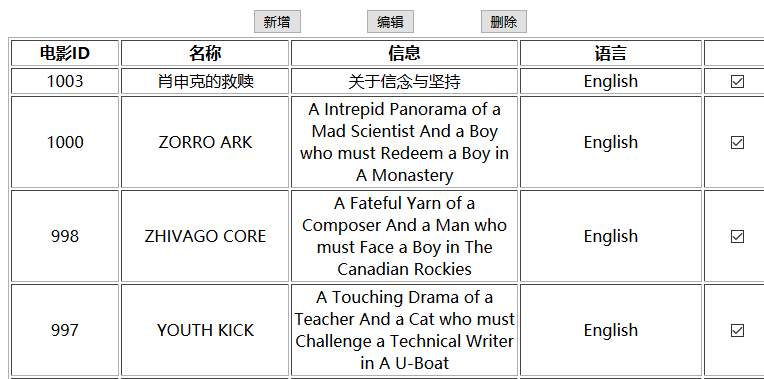 新增 编辑 删除
电影ID 名称 信息 语言
1003 肖申克的救赎 关于信念与坚持 English
A Intrepid Panorama of a
Mad Scientist And a Boy
1000 ZORRO ARK who must Redeem a Boy in English
A Monastery
A Fateful Yarn of a
Composer And a Man who
998 ZHIVAGO CORE must Face a Boy in The English
Canadian Rockies
A Touching Drama of a
Teacher And a Cat who must
997 YOUTH KICK Challenge a Technical Writer English
in A U-Boat